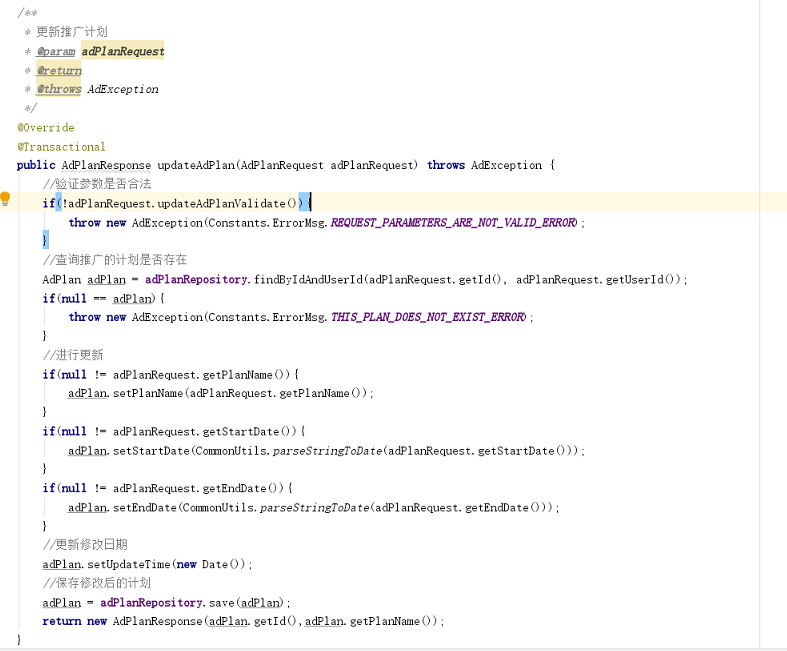 /**
 * 更新推广计划
 * @param adPlanRequest
 * @return
 * @throws AdException
 */
@Override
@Transactional
public AdPlanResponse updateAdPlan(AdPlanRequest adPlanRequest) throws AdException {
    //验证参数是否合法
    if(!adPlanRequest.updateAdPlanValidate()){
        throw new AdException(Constants.ErrorMsg.REQUEST_PARAMETERS_ARE_NOT_VALID_ERROR);
    }
    //查询推广的计划是否存在
    AdPlan adPlan = adPlanRepository.findByIdAndUserId(adPlanRequest.getId(), adPlanRequest.getUserId());
    if(null == adPlan){
        throw new AdException(Constants.ErrorMsg.THIS_PLAN_DOES_NOT_EXIST_ERROR);
    }
    //进行更新
    if(null != adPlanRequest.getPlanName()){
        adPlan.setPlanName(adPlanRequest.getPlanName());
    }
    if(null != adPlanRequest.getStartDate()){
        adPlan.setStartDate(CommonUtils.parseStringToDate(adPlanRequest.getStartDate()));
    }
    if(null != adPlanRequest.getEndDate()){
        adPlan.setEndDate(CommonUtils.parseStringToDate(adPlanRequest.getEndDate()));
    }
    //更新修改日期
    adPlan.setUpdateTime(new Date());
    //保存修改后的计划
    adPlan = adPlanRepository.save(adPlan);
    return new AdPlanResponse(adPlan.getId(),adPlan.getPlanName());
}